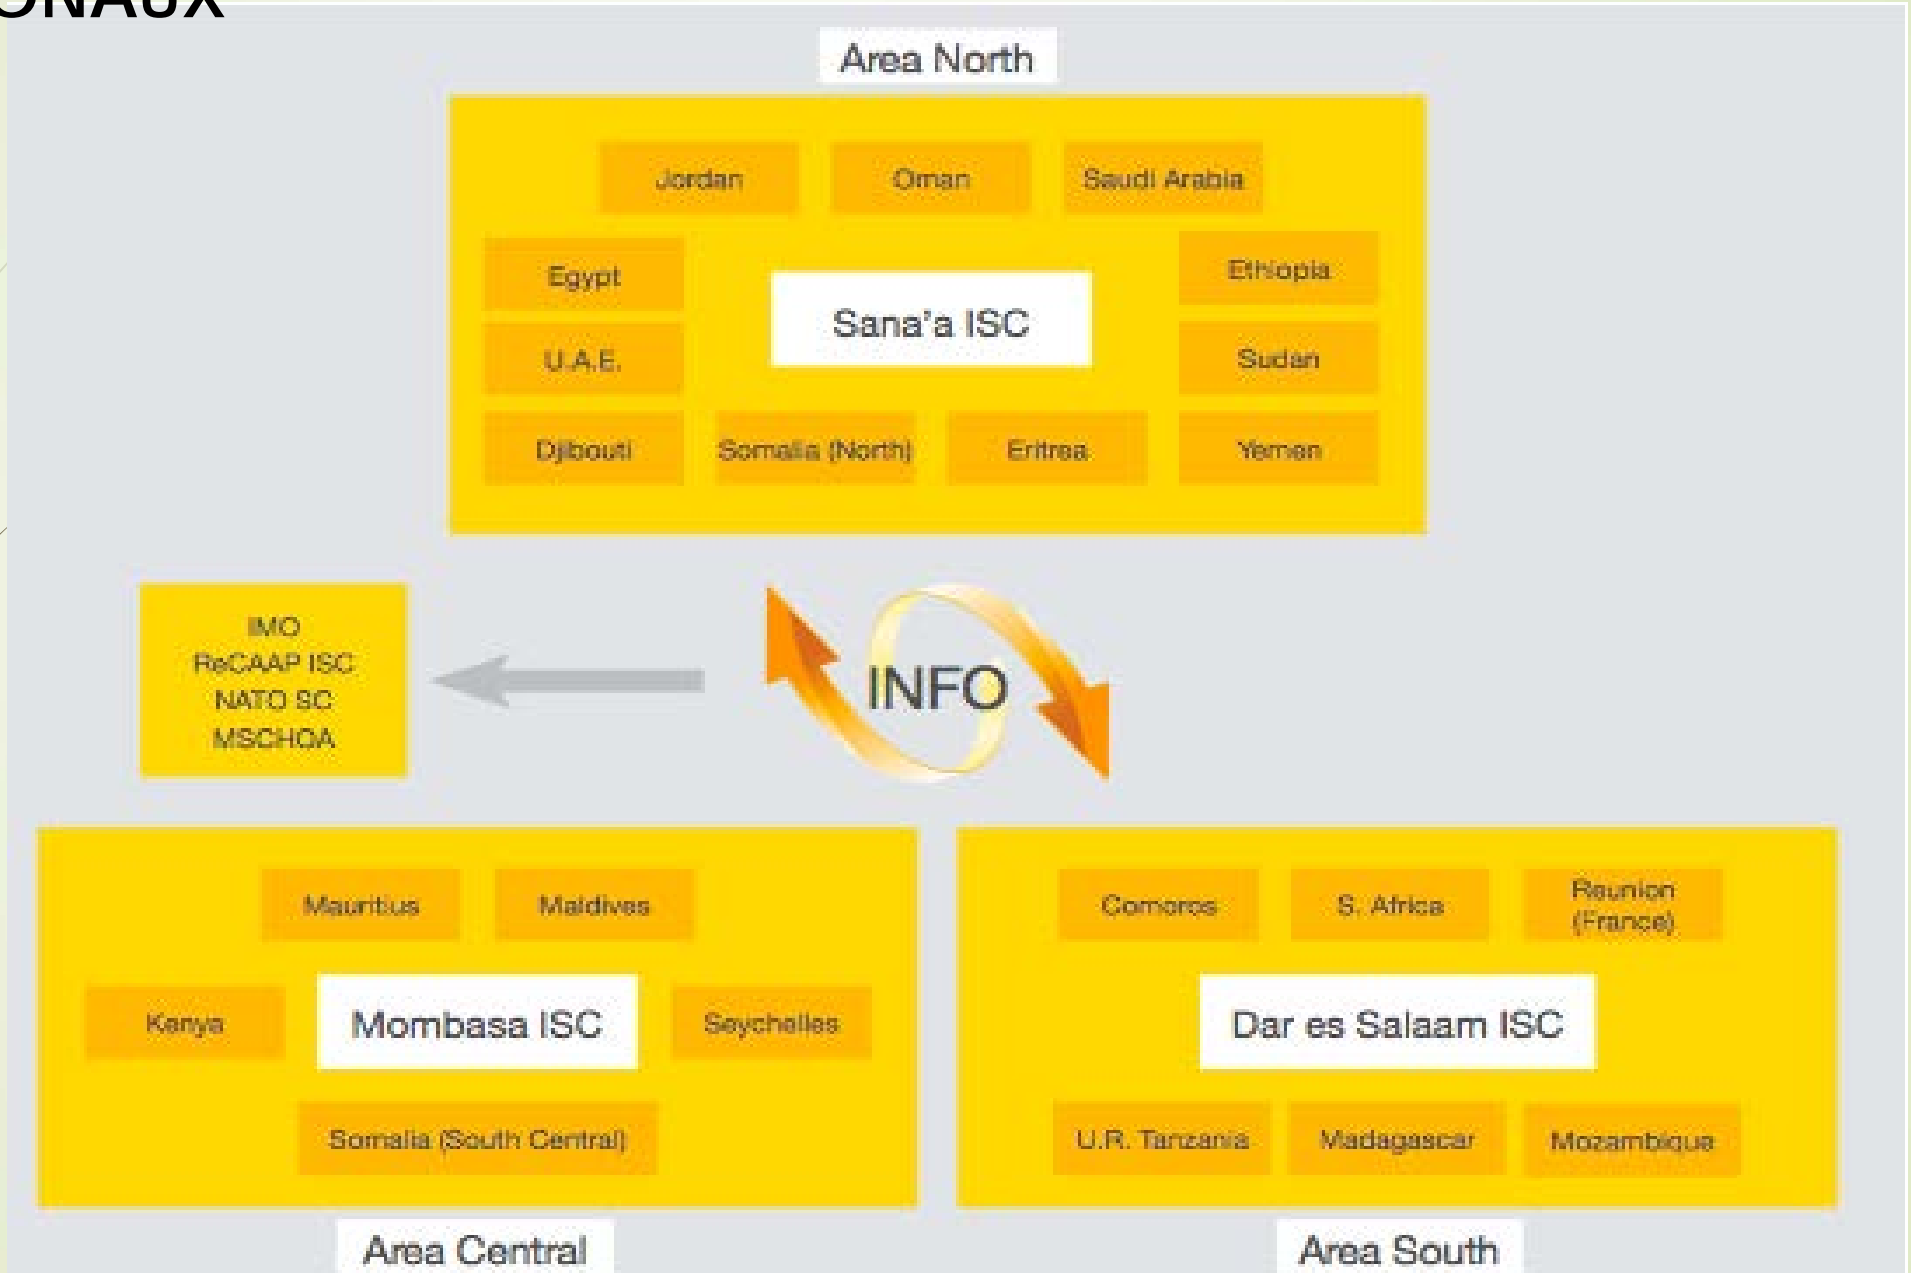 ONAUX
Area North
Jordan
Oman
Saudi Arabia
Egypt
Ethiopia
Sana'a ISC
U.A.E.
Sudan
Djibouti
Somalia (North)
Eritrea
Yemen
IMO
ReCAAP ISC
NATO SC
MSCHOA
INFO
Mauritius
Maldives
Kenya
Mombasa ISC
Seychelles
Somalia (South Central)
Area Central
Comoros
S. Africa
Reunion
(France)
Dar es Salaam ISC
U.R. Tanzania
Madagascar
Mozambique
Area South